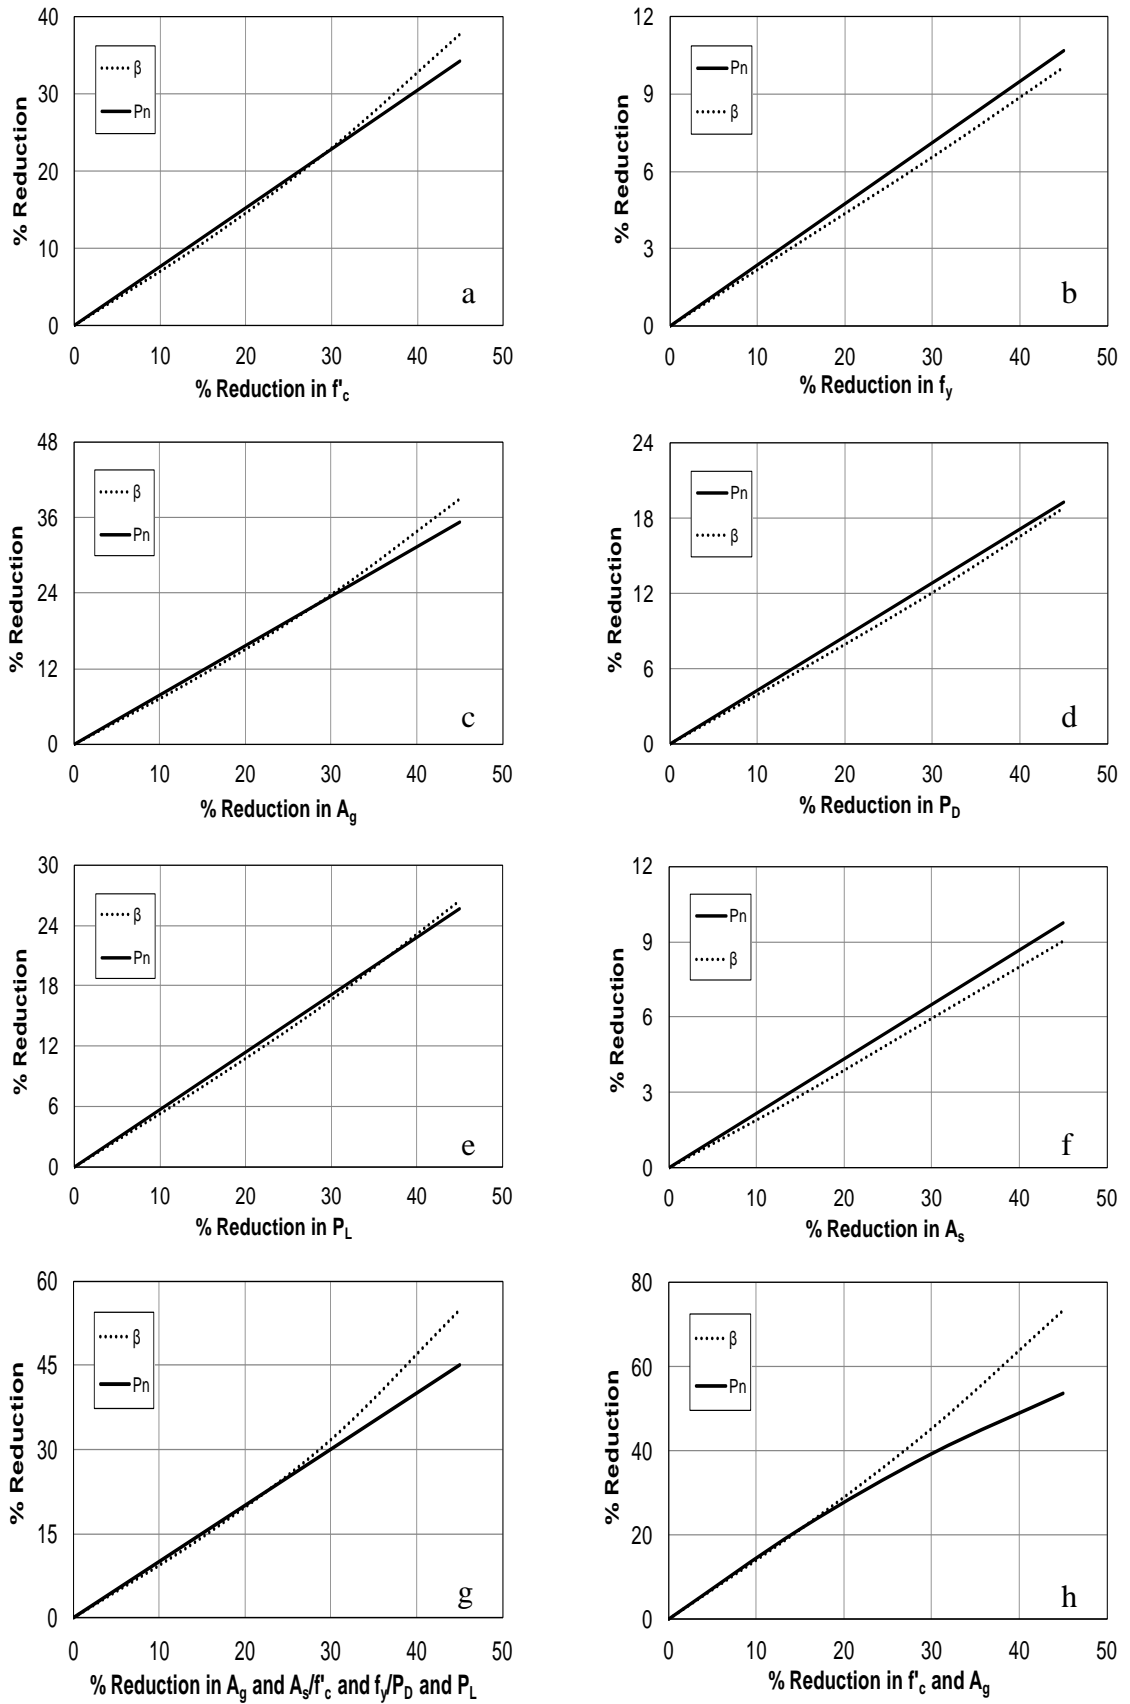 40
30
20
10
0
% Reduction
β
Pn
a
0 10 20 30 40 50
% Reduction in f'c
12
9
6
3
0
% Reduction
Pn
β
b
0 10 20 30 40 50
% Reduction in fy
48
36
24
12
0
% Reduction
β
Pn
c
0 10 20 30 40 50
% Reduction in Ag
24
18
12
6
0
% Reduction
Pn
β
d
0 10 20 30 40 50
% Reduction in PD
30
24
18
12
6
0
% Reduction
β
Pn
e
0 10 20 30 40 50
% Reduction in PL
12
9
6
3
0
% Reduction
Pn
β
f
0 10 20 30 40 50
% Reduction in As
60
45
30
15
0
% Reduction
β
Pn
g
0 10 20 30 40 50
% Reduction in Ag and As/f'c and fy/PD and PL
80
60
40
20
0
% Reduction
β
Pn
h
0 10 20 30 40 50
% Reduction in f'c and Ag